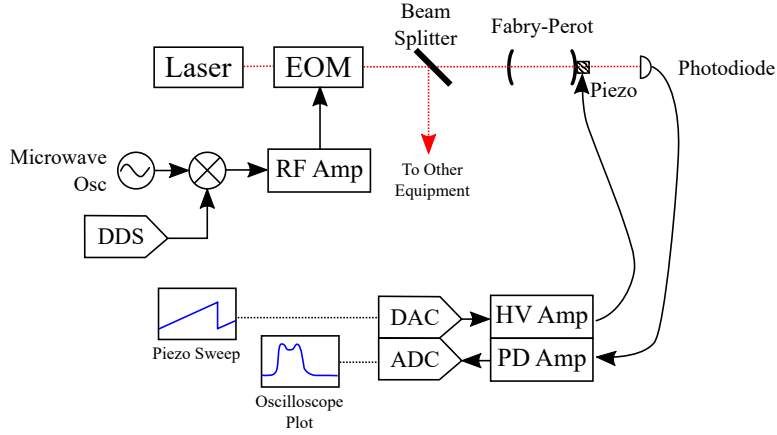 Beam
Splitter
Fabry-Perot
Laser
EOM
Photodiode
Piezo
Microwave
Osc
RF Amp
To Other
Equipment
DDS
DAC
HV Amp
Piezo Sweep
ADC
PD Amp
Oscilloscope
Plot